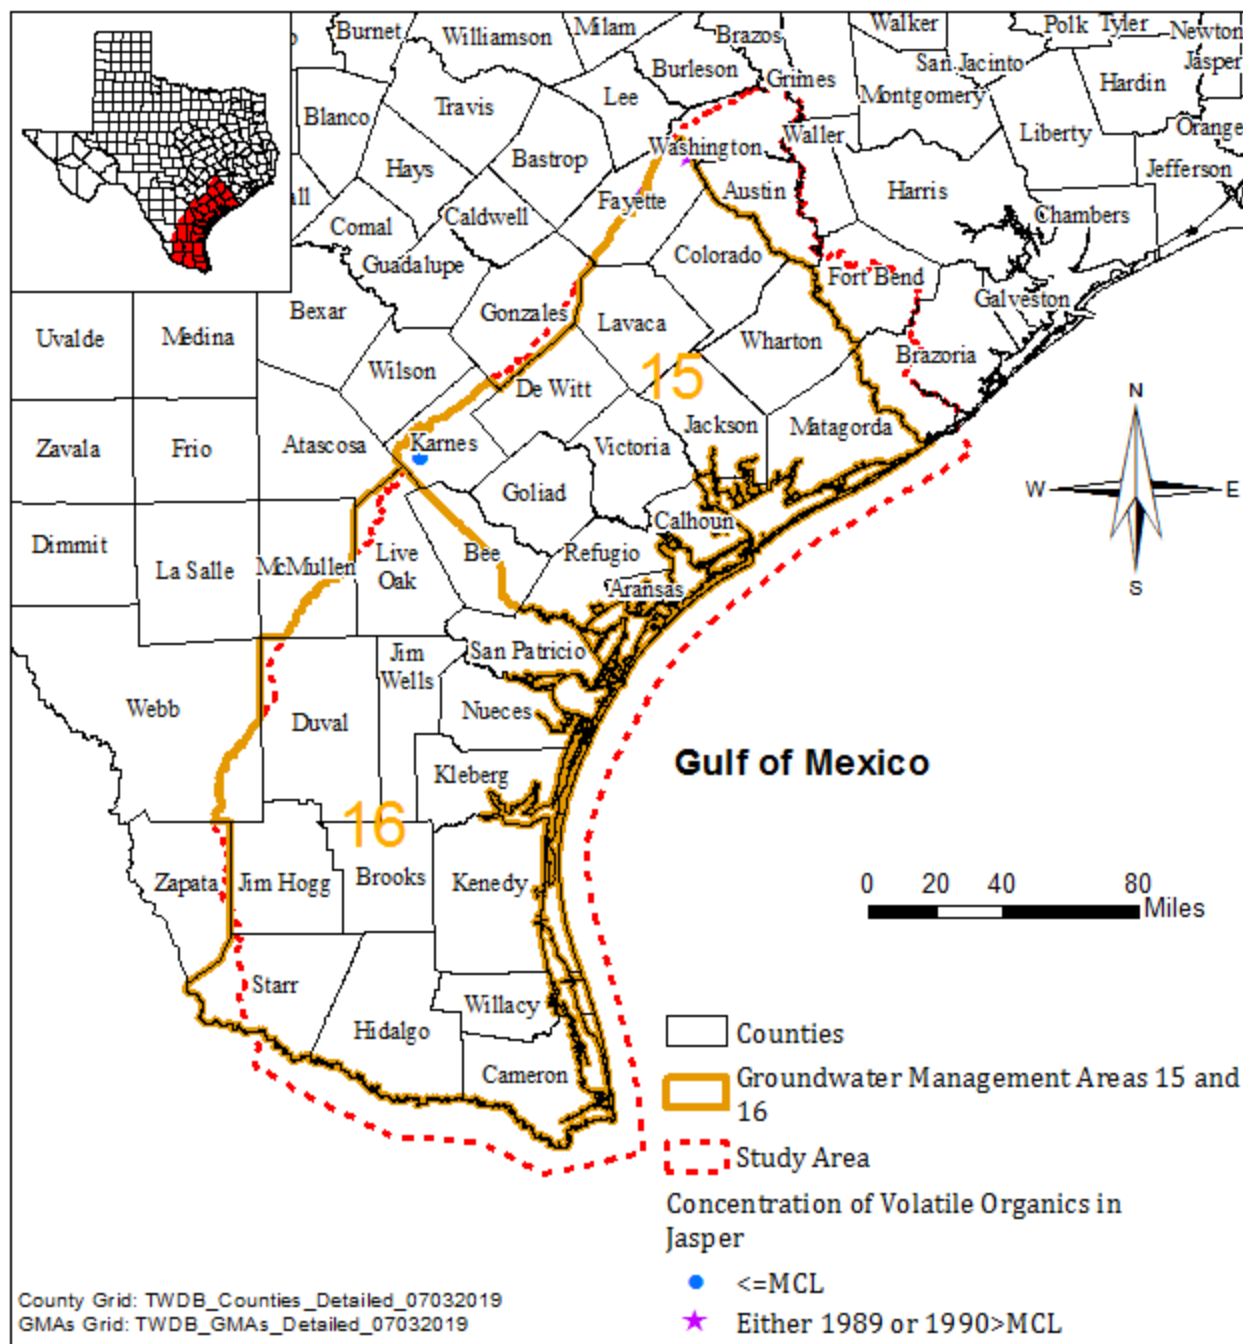 Burnet
Williamson
Milam
Brazos
Walker
Polk
Tyler
Newton
San Jacinto
Jasper
Burleson
Grimes
Hardin
Lee
Montgomery
Blanco
Travis
Liberty
Orange
Waller
Washington
Bastrop
Jefferson
Hays
Austin
Harris
Fayette
Caldwell
Chambers
Comal
Colorado
Guadalupe
Fort Bend
Galveston
Bexar
Gonzales
Lavaca
Uvalde
Medina
Wharton
Brazoria
Wilson
15
De Witt
N
Jackson
Matagorda
Zavala
Frio
Atascosa
Karnes
Victoria
W
E
Goliad
Calhoun
Dimmit
Bee
Refugio
La Salle
McMullen
Live
Oak
Aransas
S
San Patricio
Jim
Wells
Webb
Nueces
Duval
Gulf of Mexico
Kleberg
16
Zapata
Jim Hogg
Brooks
Kenedy
0 20 40 80
Miles
Starr
Willacy
Hidalgo
Cameron
Counties
Groundwater Management Areas 15 and
16
Study Area
Concentration of Volatile Organics in
Jasper
<=MCL
Either 1989 or 1990>MCL
County Grid: TWDB_Counties_Detailed_07032019
GMAs Grid: TWDB_GMAs_Detailed_07032019